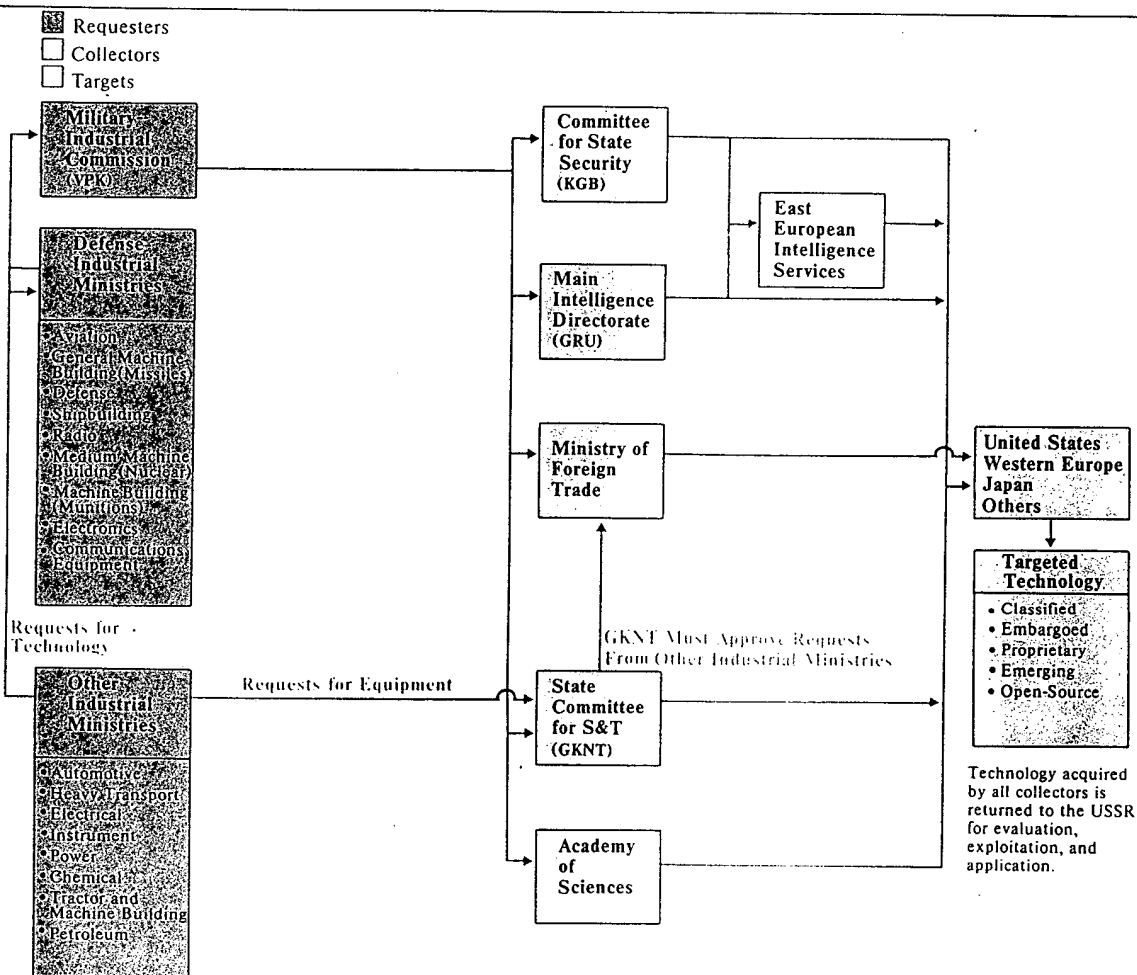 Requesters
Collectors
Targets
Military
Industrial
Commission
(VPK)
Defense
Industrial
Ministries
• Aviation
• General Machine
Building (Missiles)
• Defense
• Shipbuilding
• Radio
• Medium Machine
Building (Nuclear)
• Machine Building
(Munitions)
• Electronics
• Communications
Equipment
Requests for
Technology
Other
Industrial
Ministries
• Automotive
• Heavy Transport
• Electrical
• Instrument
• Power
• Chemical
• Tractor and
Machine Building
• Petroleum
Requests for Equipment
Committee
for State
Security
(KGB)
East
European
Intelligence
Services
Main
Intelligence
Directorate
(GRU)
Ministry of
Foreign
Trade
GKNT Must Approve Requests
From Other Industrial Ministries
State
Committee
for S&T
(GKNT)
Academy
of
Sciences
United States
Western Europe
Japan
Others
Targeted
Technology
• Classified
• Embargoed
• Proprietary
• Emerging
• Open-Source
Technology acquired
by all collectors is
returned to the USSR
for evaluation,
exploitation, and
application.